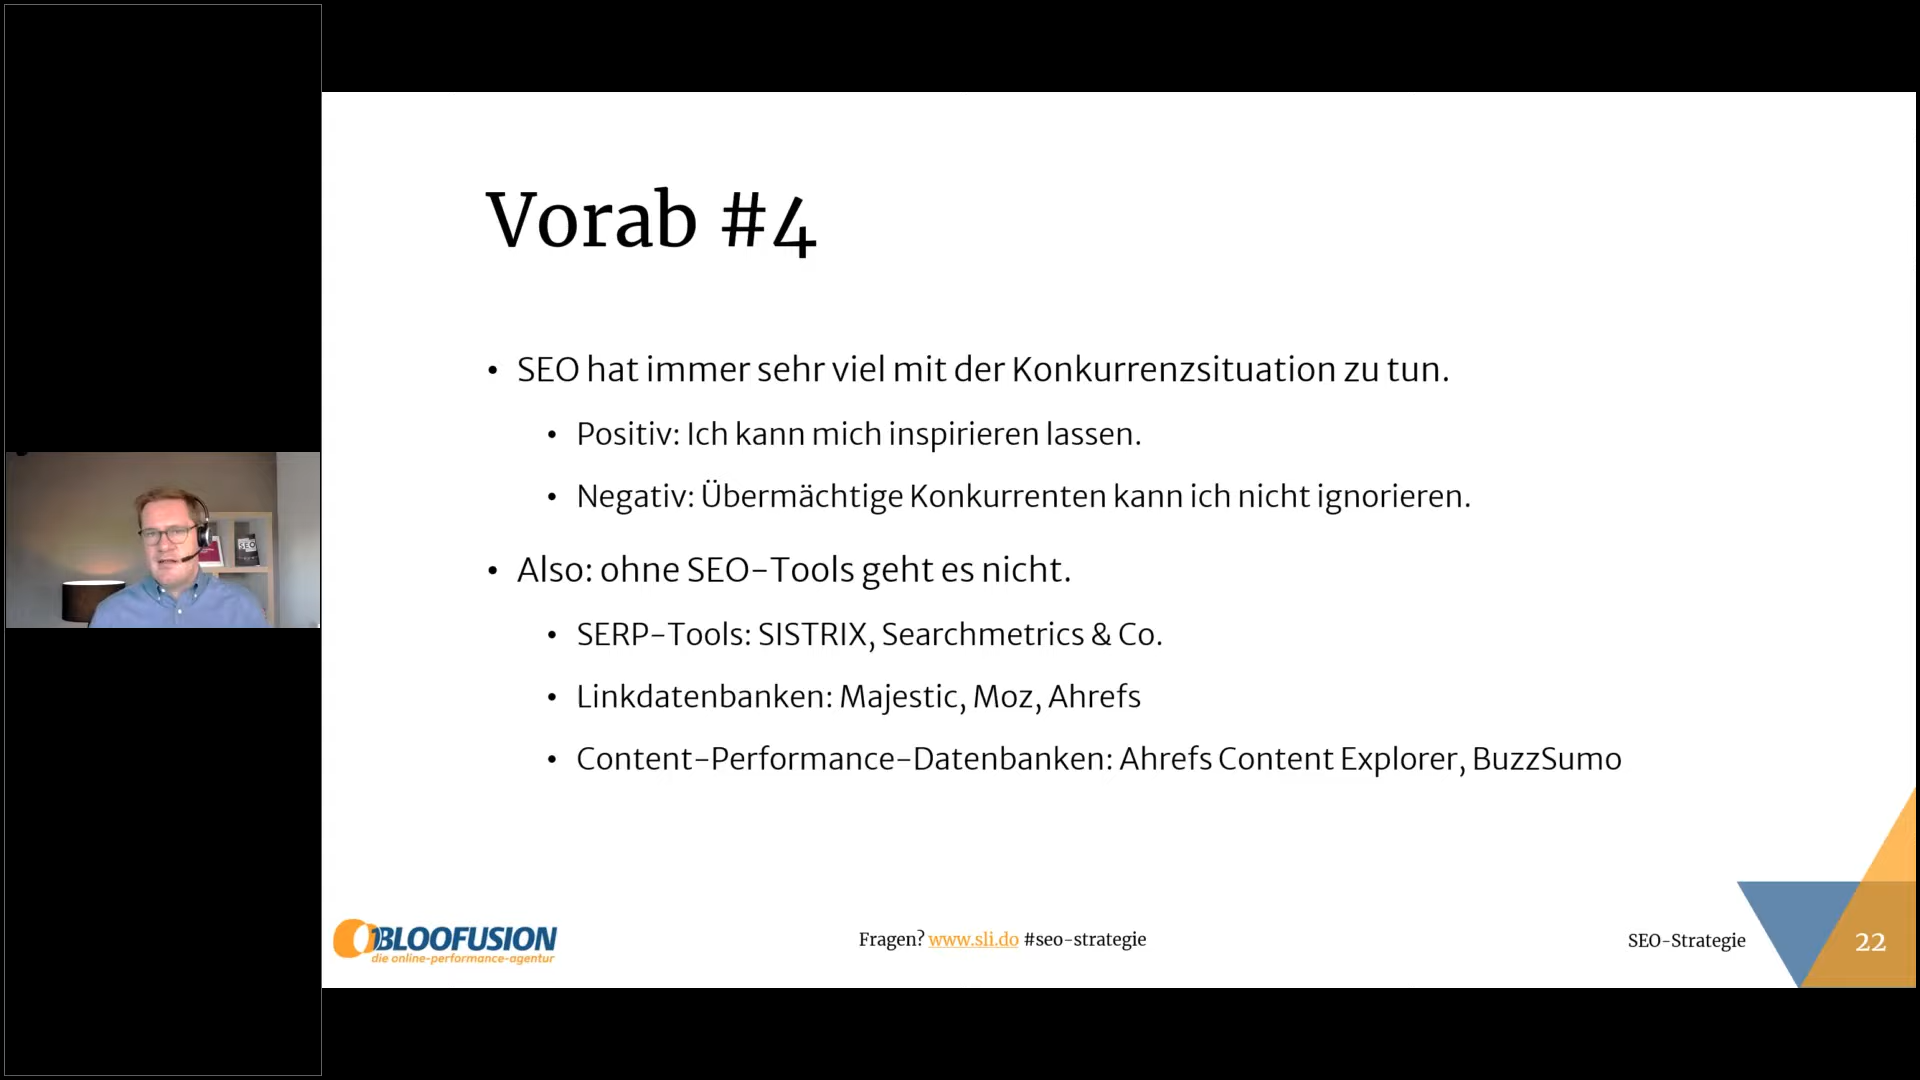 Vorab #4
• SEO hat immer sehr viel mit der Konkurrenzsituation zu tun.
• Positiv: Ich kann mich inspirieren lassen.
• Negativ: Übermächtige Konkurrenten kann ich nicht ignorieren.
• Also: ohne SEO-Tools geht es nicht.
• SERP-Tools: SISTRIX, Searchmetrics & Co.
• Linkdatenbanken: Majestic, Moz, Ahrefs
• Content-Performance-Datenbanken: Ahrefs Content Explorer, BuzzSumo
SEO
BLOOFUSION
die online-performance-agentur
Fragen? www.sli.do #seo-strategie
SEO-Strategie
22